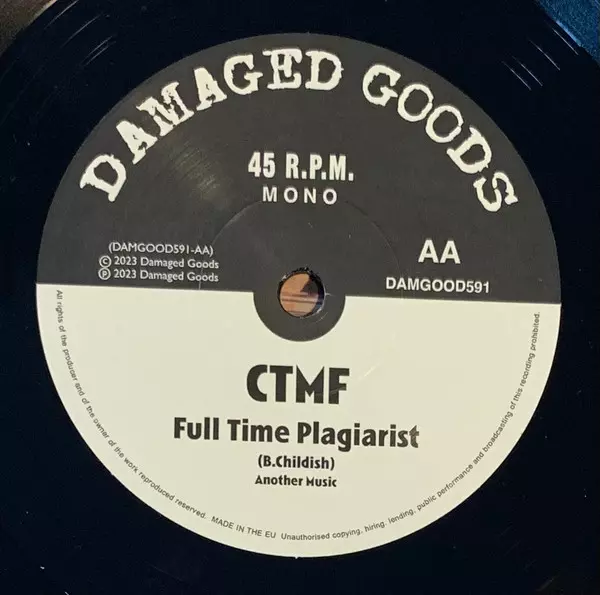 DAMAGED GOODS
45 R.P.M.
MONO
(DAMGOOD591-AA)
© 2023 Damaged Goods
℗ 2023 Damaged Goods
AA
DAMGOOD591
CTMF
Full Time Plagiarist
(B.Childish)
Another Music
All rights of the producer and of the owner of the work reproduced reserved. MADE IN THE EU Unauthorised copying, hiring, lending, public performance and broadcasting of this recording prohibited.